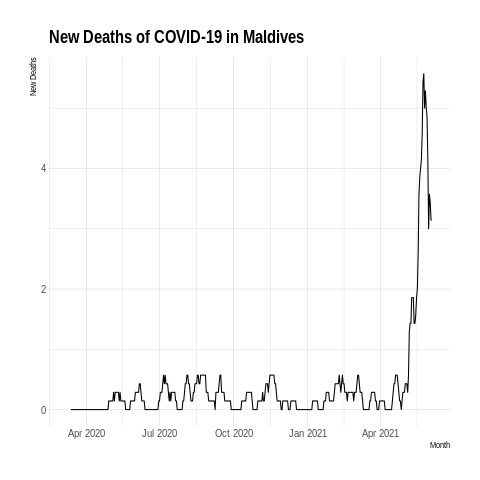 New Deaths of COVID-19 in Maldives
New Deaths
4
2
0
Apr 2020 Jul 2020 Oct 2020 Jan 2021 Apr 2021
Month